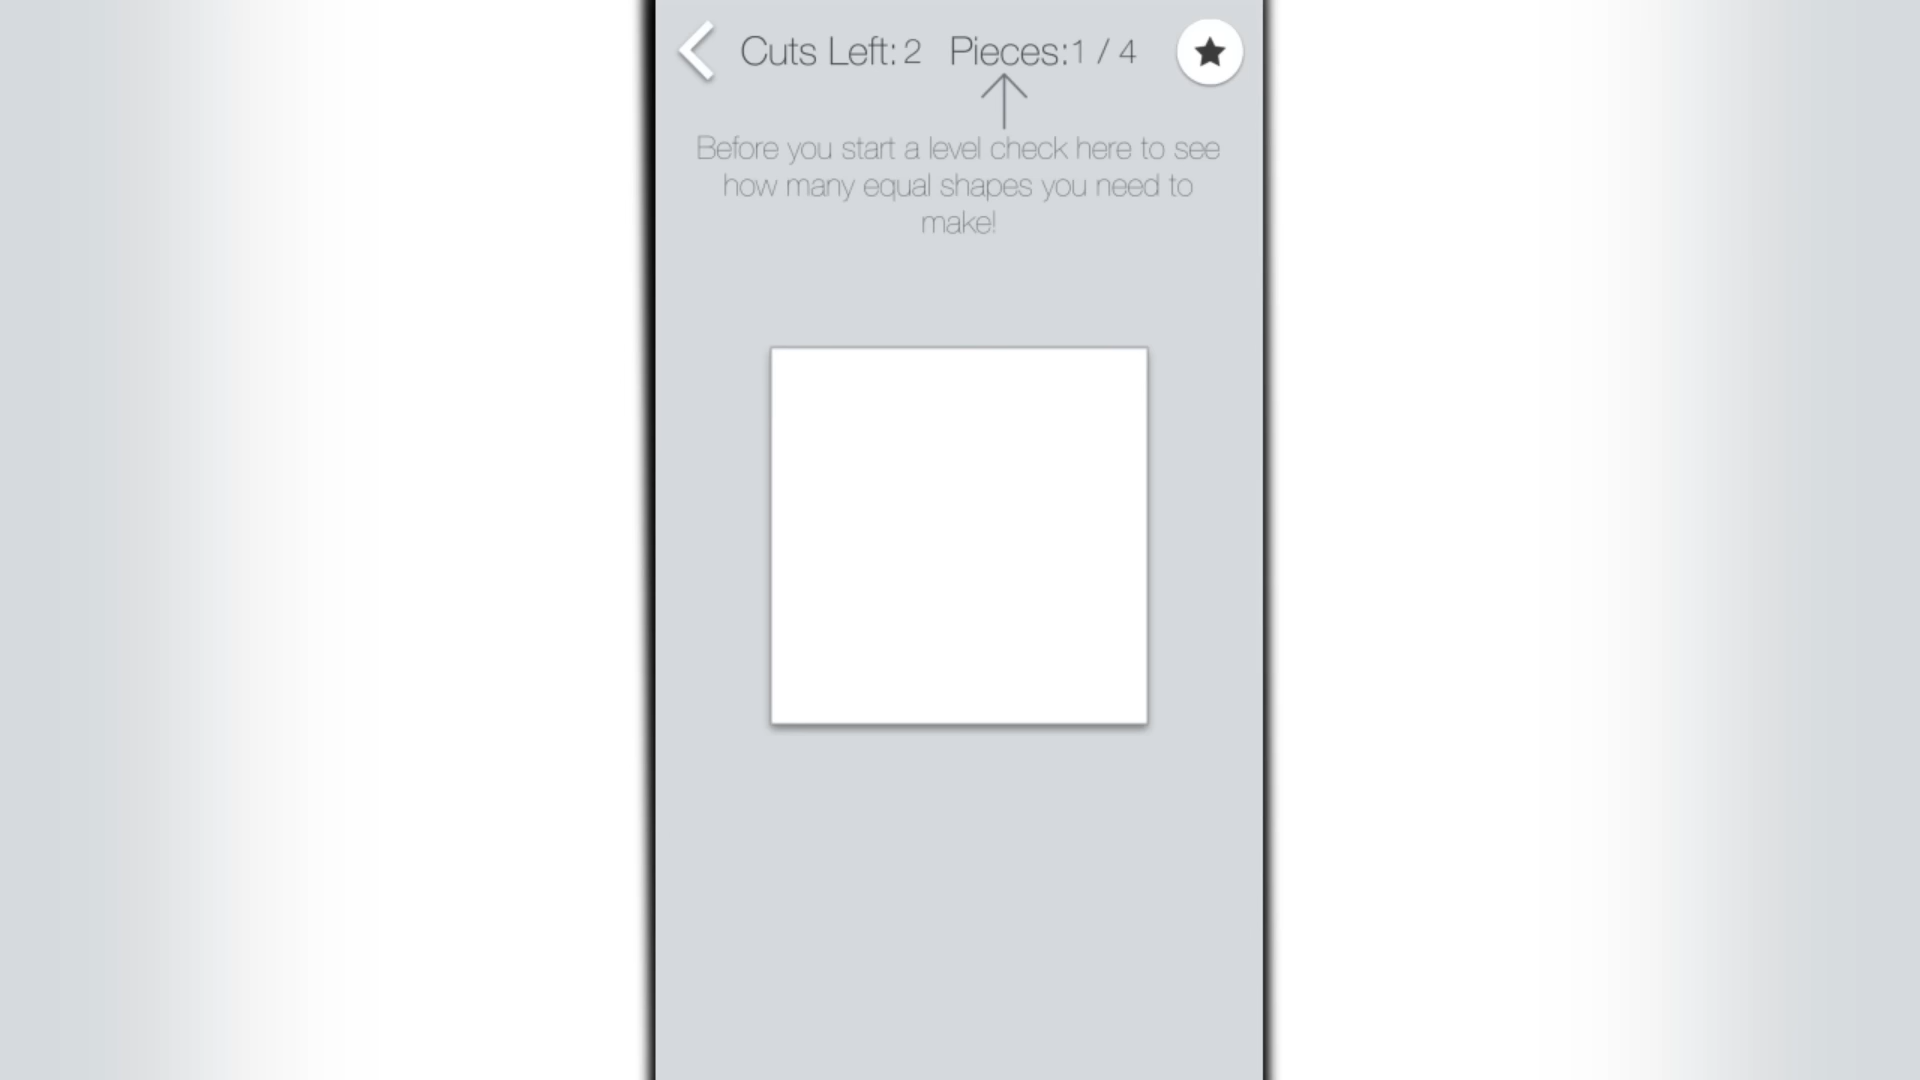 Cuts Left: 2 Pieces:1 / 4
Before you start a level check here to see
how many equal shapes you need to
make!